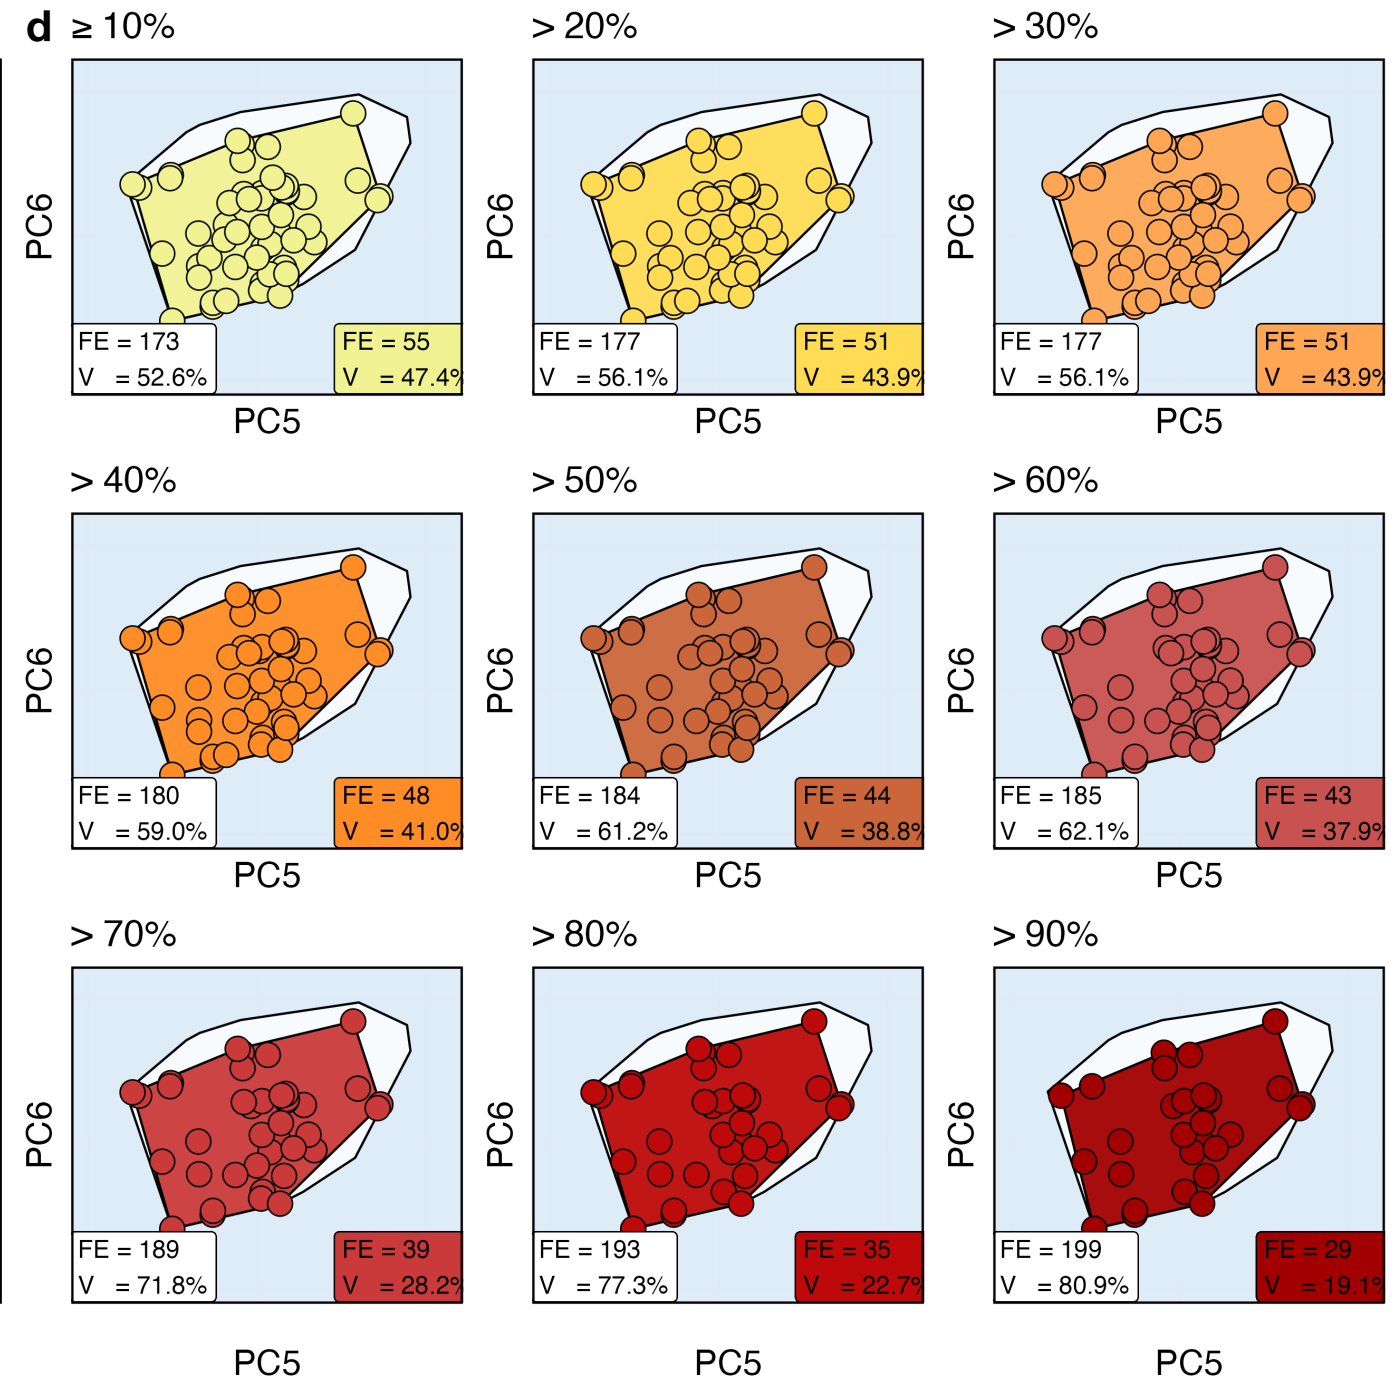 d ≥ 10% > 20% > 30%
PC6 PC6 PC6
FE = 173 FE = 55 FE = 177 FE = 51 FE = 177 FE = 51
V = 52.6% V = 47.4% V = 56.1% V = 43.9% V = 56.1% V = 43.9%
PC5 PC5 PC5
> 40% > 50% > 60%
PC6 PC6 PC6
FE = 180 FE = 48 FE = 184 FE = 44 FE = 185 FE = 43
V = 59.0% V = 41.0% V = 61.2% V = 38.8% V = 62.1% V = 37.9%
PC5 PC5 PC5
> 70% > 80% > 90%
PC6 PC6 PC6
FE = 189 FE = 39 FE = 193 FE = 35 FE = 199 FE = 29
V = 71.8% V = 28.2% V = 77.3% V = 22.7% V = 80.9% V = 19.1%
PC5 PC5 PC5